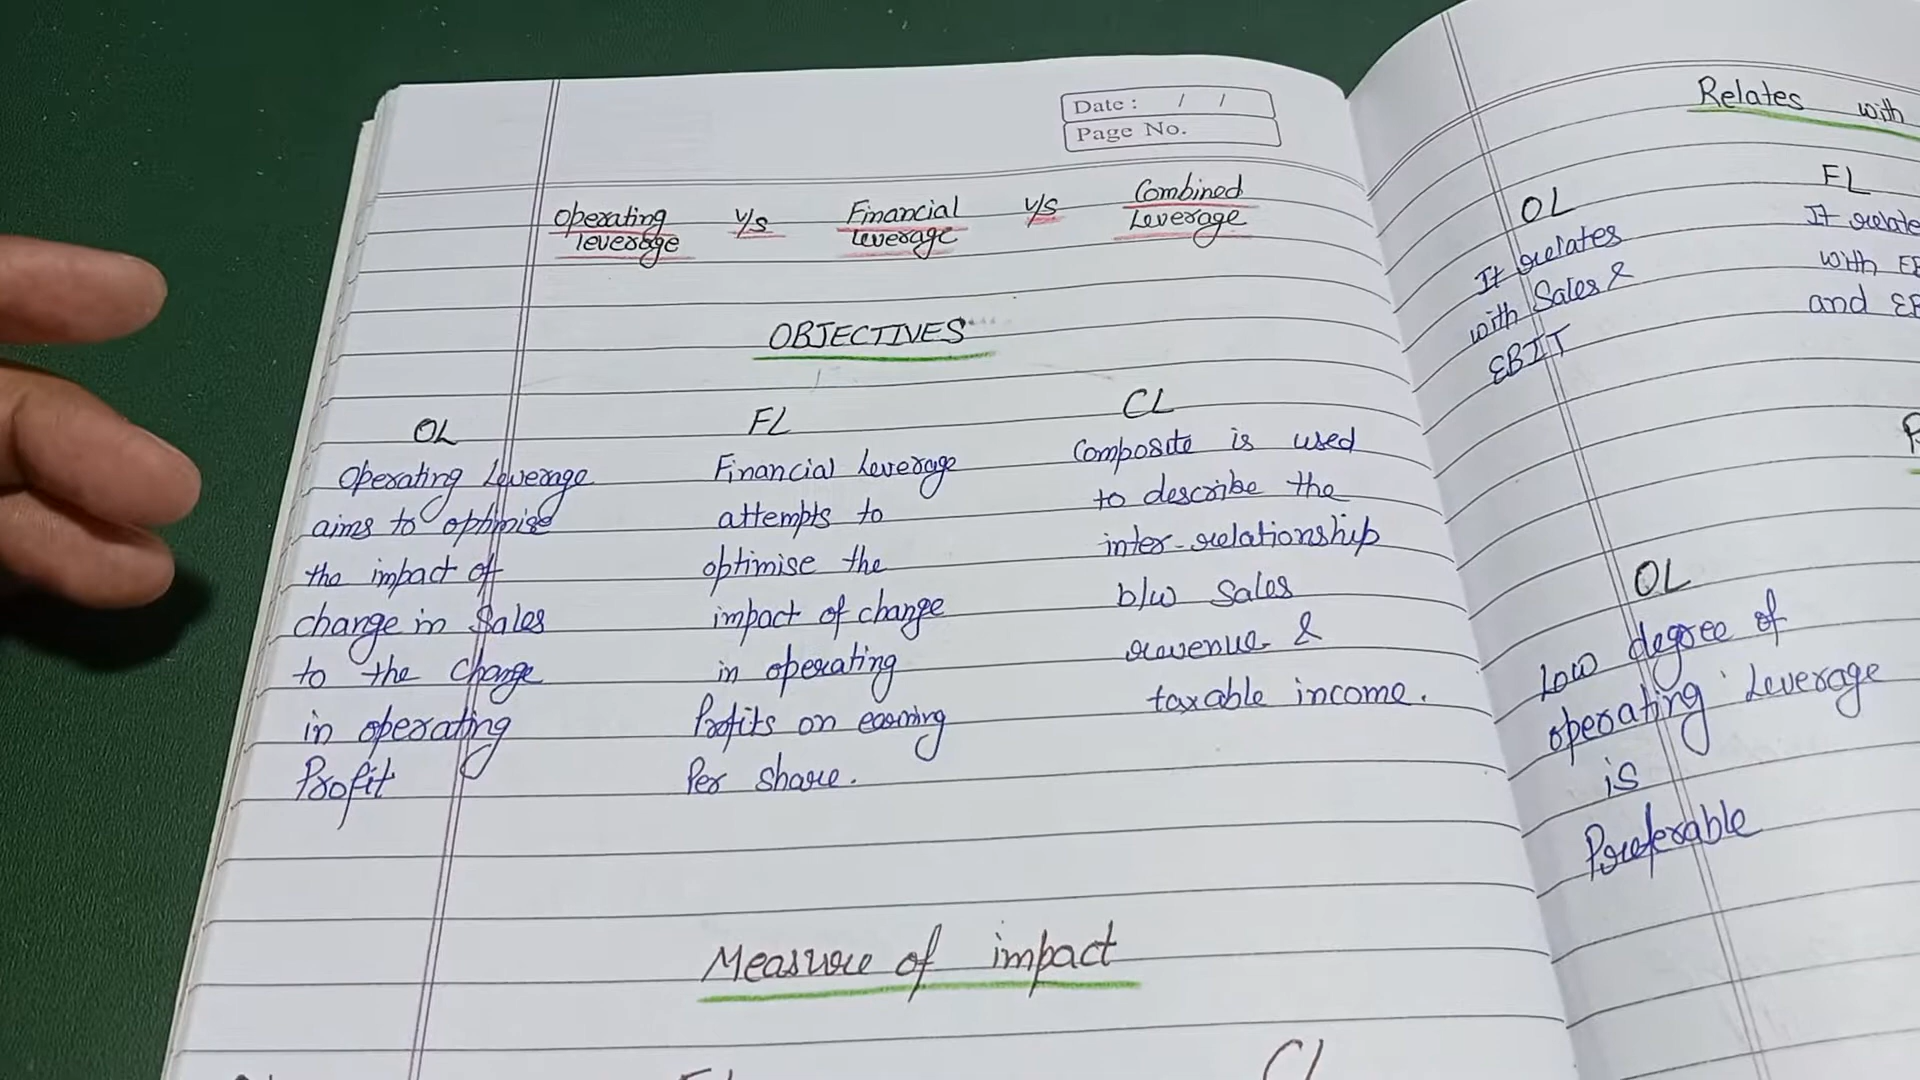 Date : / /
Page No.
Operating v/s Financial v/s Combined
leverage leverage Leverage
OBJECTIVES
OL
Operating Leverage
aims to optimise
the impact of
change in Sales
to the change
in operating
Profit
FL
Financial Leverage
attempts to
optimise the
impact of change
in operating
Profits on earning
Per share.
CL
Composite is used
to describe the
inter-relationship
b/w Sales
revenue &
taxable income.
Measure of impact
CL
Relates with
OL
It relates
with Sales &
EBIT
FL
It relate
with
and
OL
Low degree of
operating Leverage
is
Preferable